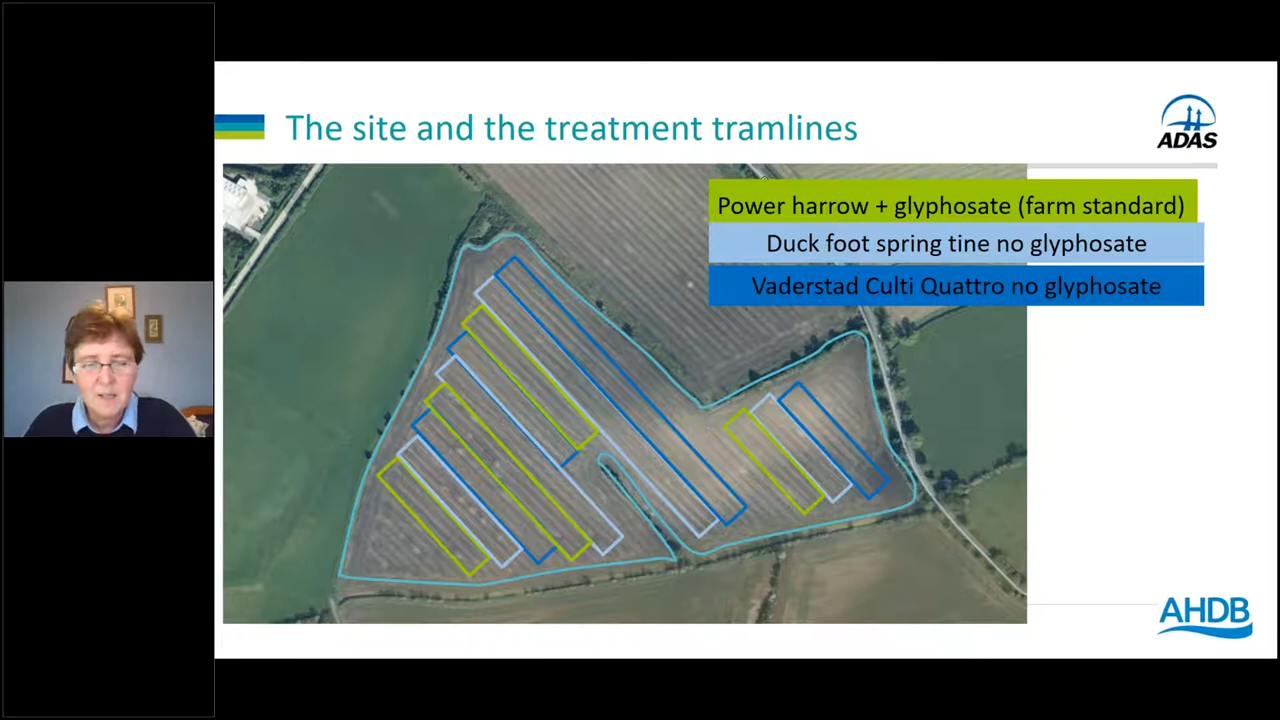 The site and the treatment tramlines
ADAS
Power harrow + glyphosate (farm standard)
Duck foot spring tine no glyphosate
Vaderstad Culti Quattro no glyphosate
AHDB